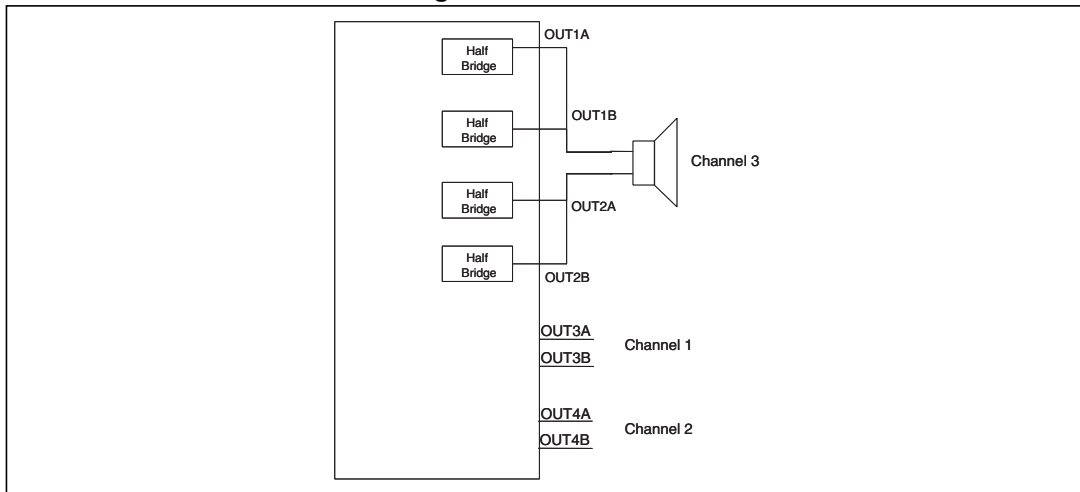 OUT1A
Half
Bridge
OUT1B
Half
Bridge
Channel 3
Half
Bridge
OUT2A
Half
Bridge
OUT2B
OUT3A
Channel 1
OUT3B
OUT4A
Channel 2
OUT4B